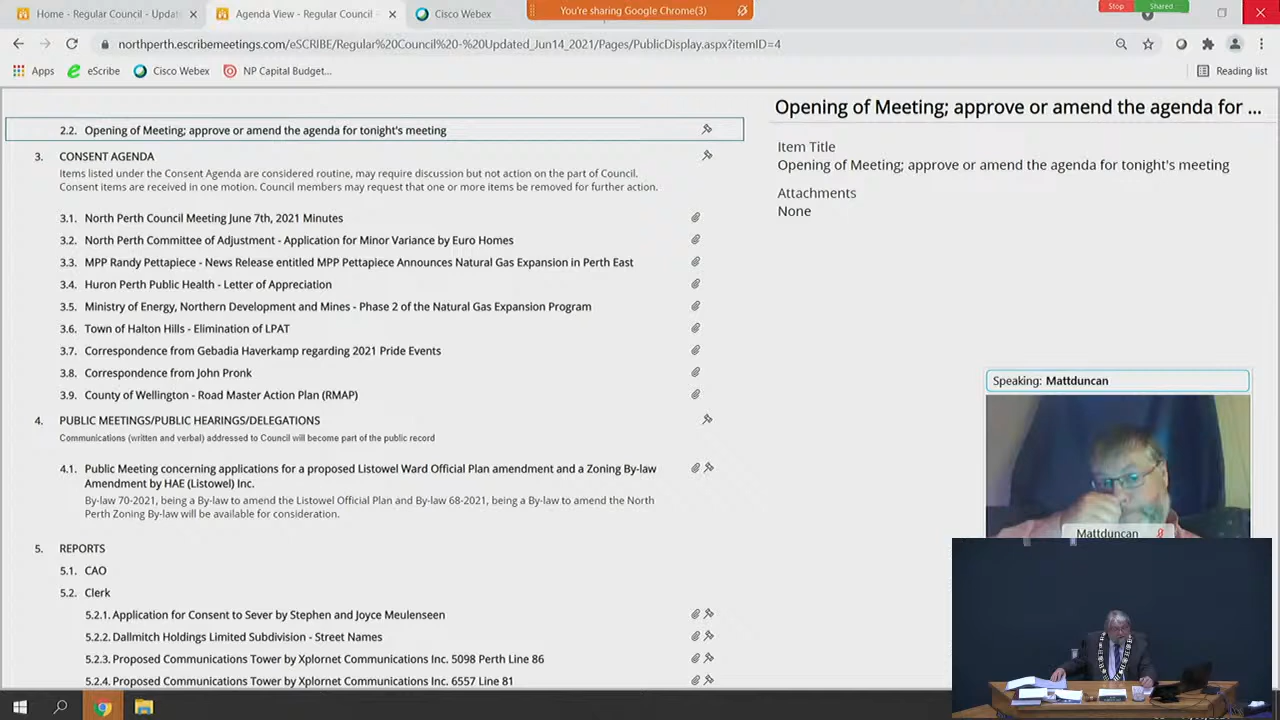 Home - Regular Council - Updat
Agenda View - Regular Council -
Cisco Webex
You're sharing Google Chrome(3)
Stop
Shared
northperth.escribemeetings.com/eSCRIBE/Regular%20Council%20-%20Updated_Jun14_2021/Pages/PublicDisplay.aspx?itemID=4
Apps
eScribe
Cisco Webex
NP Capital Budget...
Reading list
2.2. Opening of Meeting; approve or amend the agenda for tonight's meeting
3. CONSENT AGENDA
Items listed under the Consent Agenda are considered routine, may require discussion but not action on the part of Council.
Consent items are received in one motion. Council members may request that one or more items be removed for further action.
3.1. North Perth Council Meeting June 7th, 2021 Minutes
3.2. North Perth Committee of Adjustment - Application for Minor Variance by Euro Homes
3.3. MPP Randy Pettapiece - News Release entitled MPP Pettapiece Announces Natural Gas Expansion in Perth East
3.4. Huron Perth Public Health - Letter of Appreciation
3.5. Ministry of Energy, Northern Development and Mines - Phase 2 of the Natural Gas Expansion Program
3.6. Town of Halton Hills - Elimination of LPAT
3.7. Correspondence from Gebadia Haverkamp regarding 2021 Pride Events
3.8. Correspondence from John Pronk
3.9. County of Wellington - Road Master Action Plan (RMAP)
4. PUBLIC MEETINGS/PUBLIC HEARINGS/DELEGATIONS
Communications (written and verbal) addressed to Council will become part of the public record
4.1. Public Meeting concerning applications for a proposed Listowel Ward Official Plan amendment and a Zoning By-law
Amendment by HAE (Listowel) Inc.
By-law 70-2021, being a By-law to amend the Listowel Official Plan and By-law 68-2021, being a By-law to amend the North
Perth Zoning By-law will be available for consideration.
5. REPORTS
5.1. CAO
5.2. Clerk
5.2.1. Application for Consent to Sever by Stephen and Joyce Meulenseen
5.2.2. Dallmitch Holdings Limited Subdivision - Street Names
5.2.3. Proposed Communications Tower by Xplornet Communications Inc. 5098 Perth Line 86
5.2.4. Proposed Communications Tower by Xplornet Communications Inc. 6557 Line 81
Opening of Meeting; approve or amend the agenda for ...
Item Title
Opening of Meeting; approve or amend the agenda for tonight's meeting
Attachments
None
Speaking: Mattduncan
Mattduncan